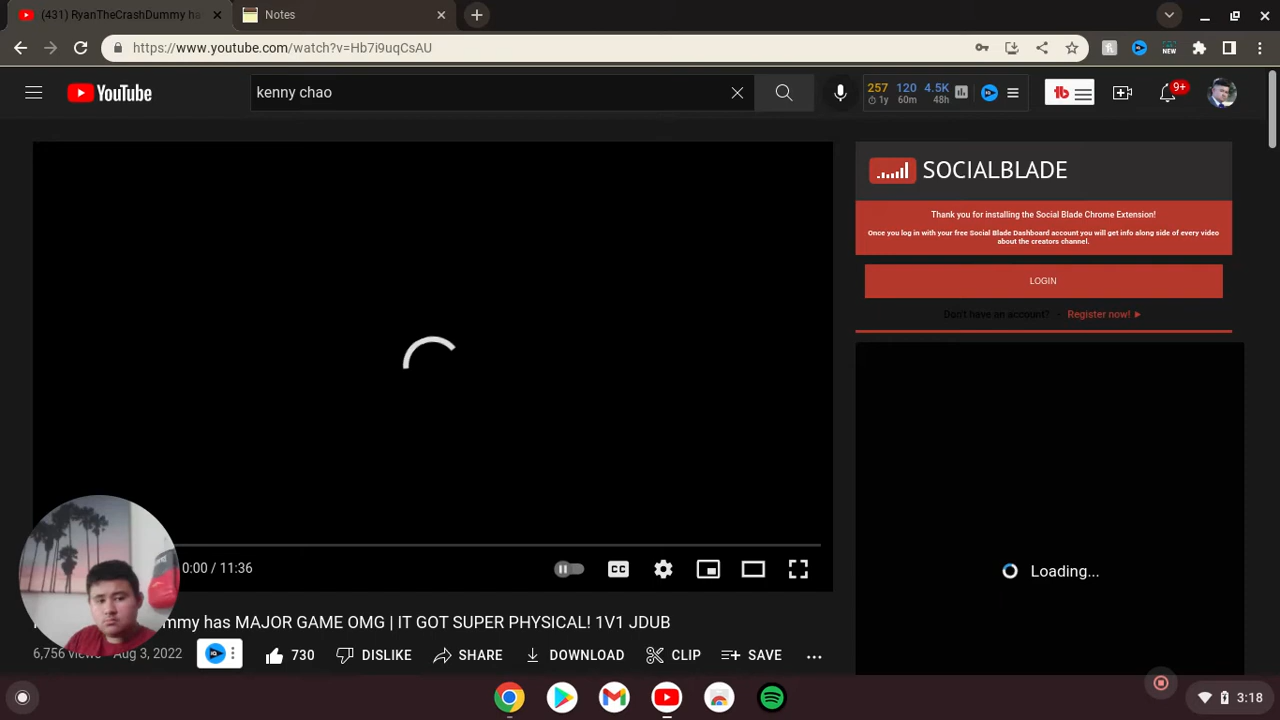 (431) RyanTheCrashDummy ha
Notes
https://www.youtube.com/watch?v=Hb7i9uqCsAU
NEW
YouTube
kenny chao
257 120 4.5K
1y 60m 48h
9+
SOCIALBLADE
Thank you for installing the Social Blade Chrome Extension!
Once you log in with your free Social Blade Dashboard account you will get info along side of every video
about the creators channel.
LOGIN
Don't have an account? - Register now!
Loading...
0:00 / 11:36
CC
mmy has MAJOR GAME OMG | IT GOT SUPER PHYSICAL! 1V1 JDUB
6,756 views Aug 3, 2022
IQ
730
DISLIKE
SHARE
DOWNLOAD
CLIP
SAVE
3:18